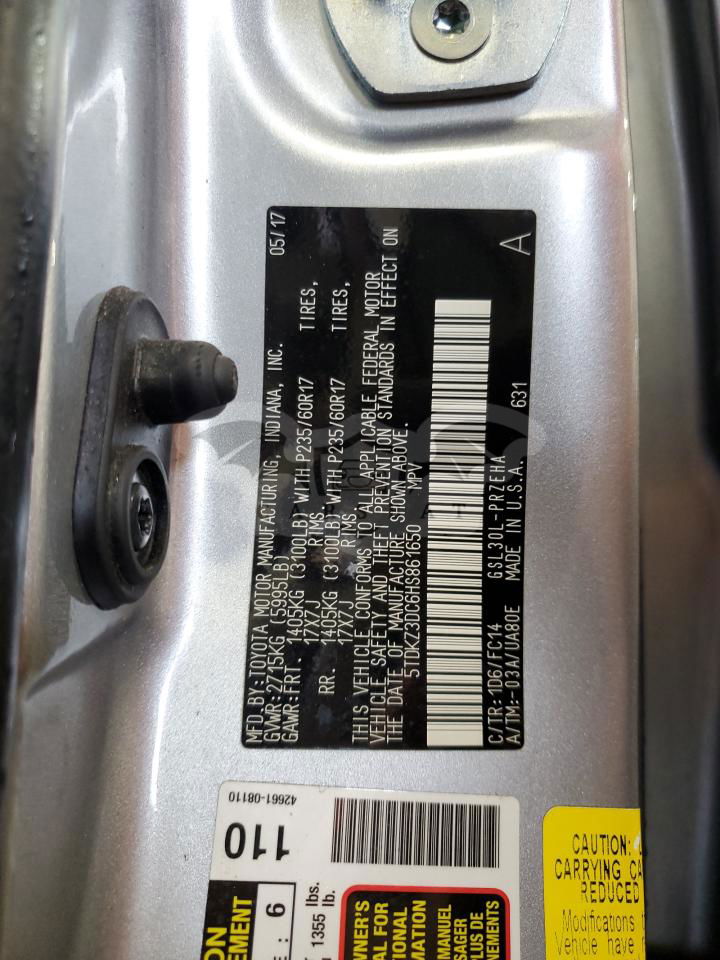 MFD.BY:TOYOTA MOTOR MANUFACTURING, INDIANA, INC. 05/17
GVWR:2715KG (5995LB)
GAWR:FRT. 1405KG (3100LB) WITH P235/60R17 TIRES,
17X7J RIMS,
RR. 1405KG (3100LB) WITH P235/60R17 TIRES,
17X7J RIMS.
THIS VEHICLE CONFORMS TO ALL APPLICABLE FEDERAL MOTOR
VEHICLE SAFETY AND THEFT PREVENTION STANDARDS IN EFFECT ON
THE DATE OF MANUFACTURE SHOWN ABOVE.
5TDKZ3DC6HS861650 MPV
C/TR:1D6/FC14 GSL30L-PRZEHA 631
A/TM:-03A/UA80E MADE IN U.S.A. A
42661-08110
110
: 6
1355 lbs.
1355 lb.
CAUTION:
CARRYING CA
REDUCED
Modifications
Vehicle have